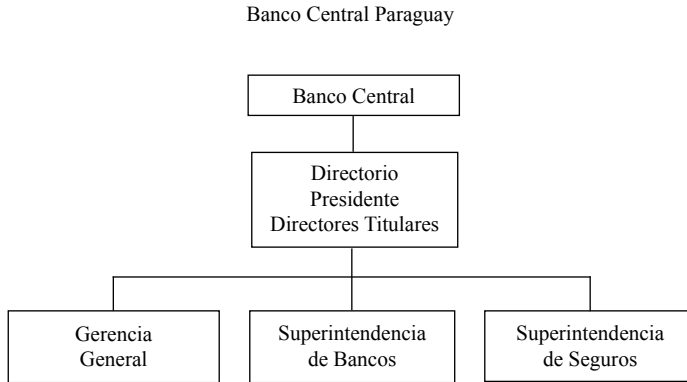 Banco Central Paraguay
Banco Central
Directorio
Presidente
Directores Titulares
Gerencia
General
Superintendencia
de Bancos
Superintendencia
de Seguros